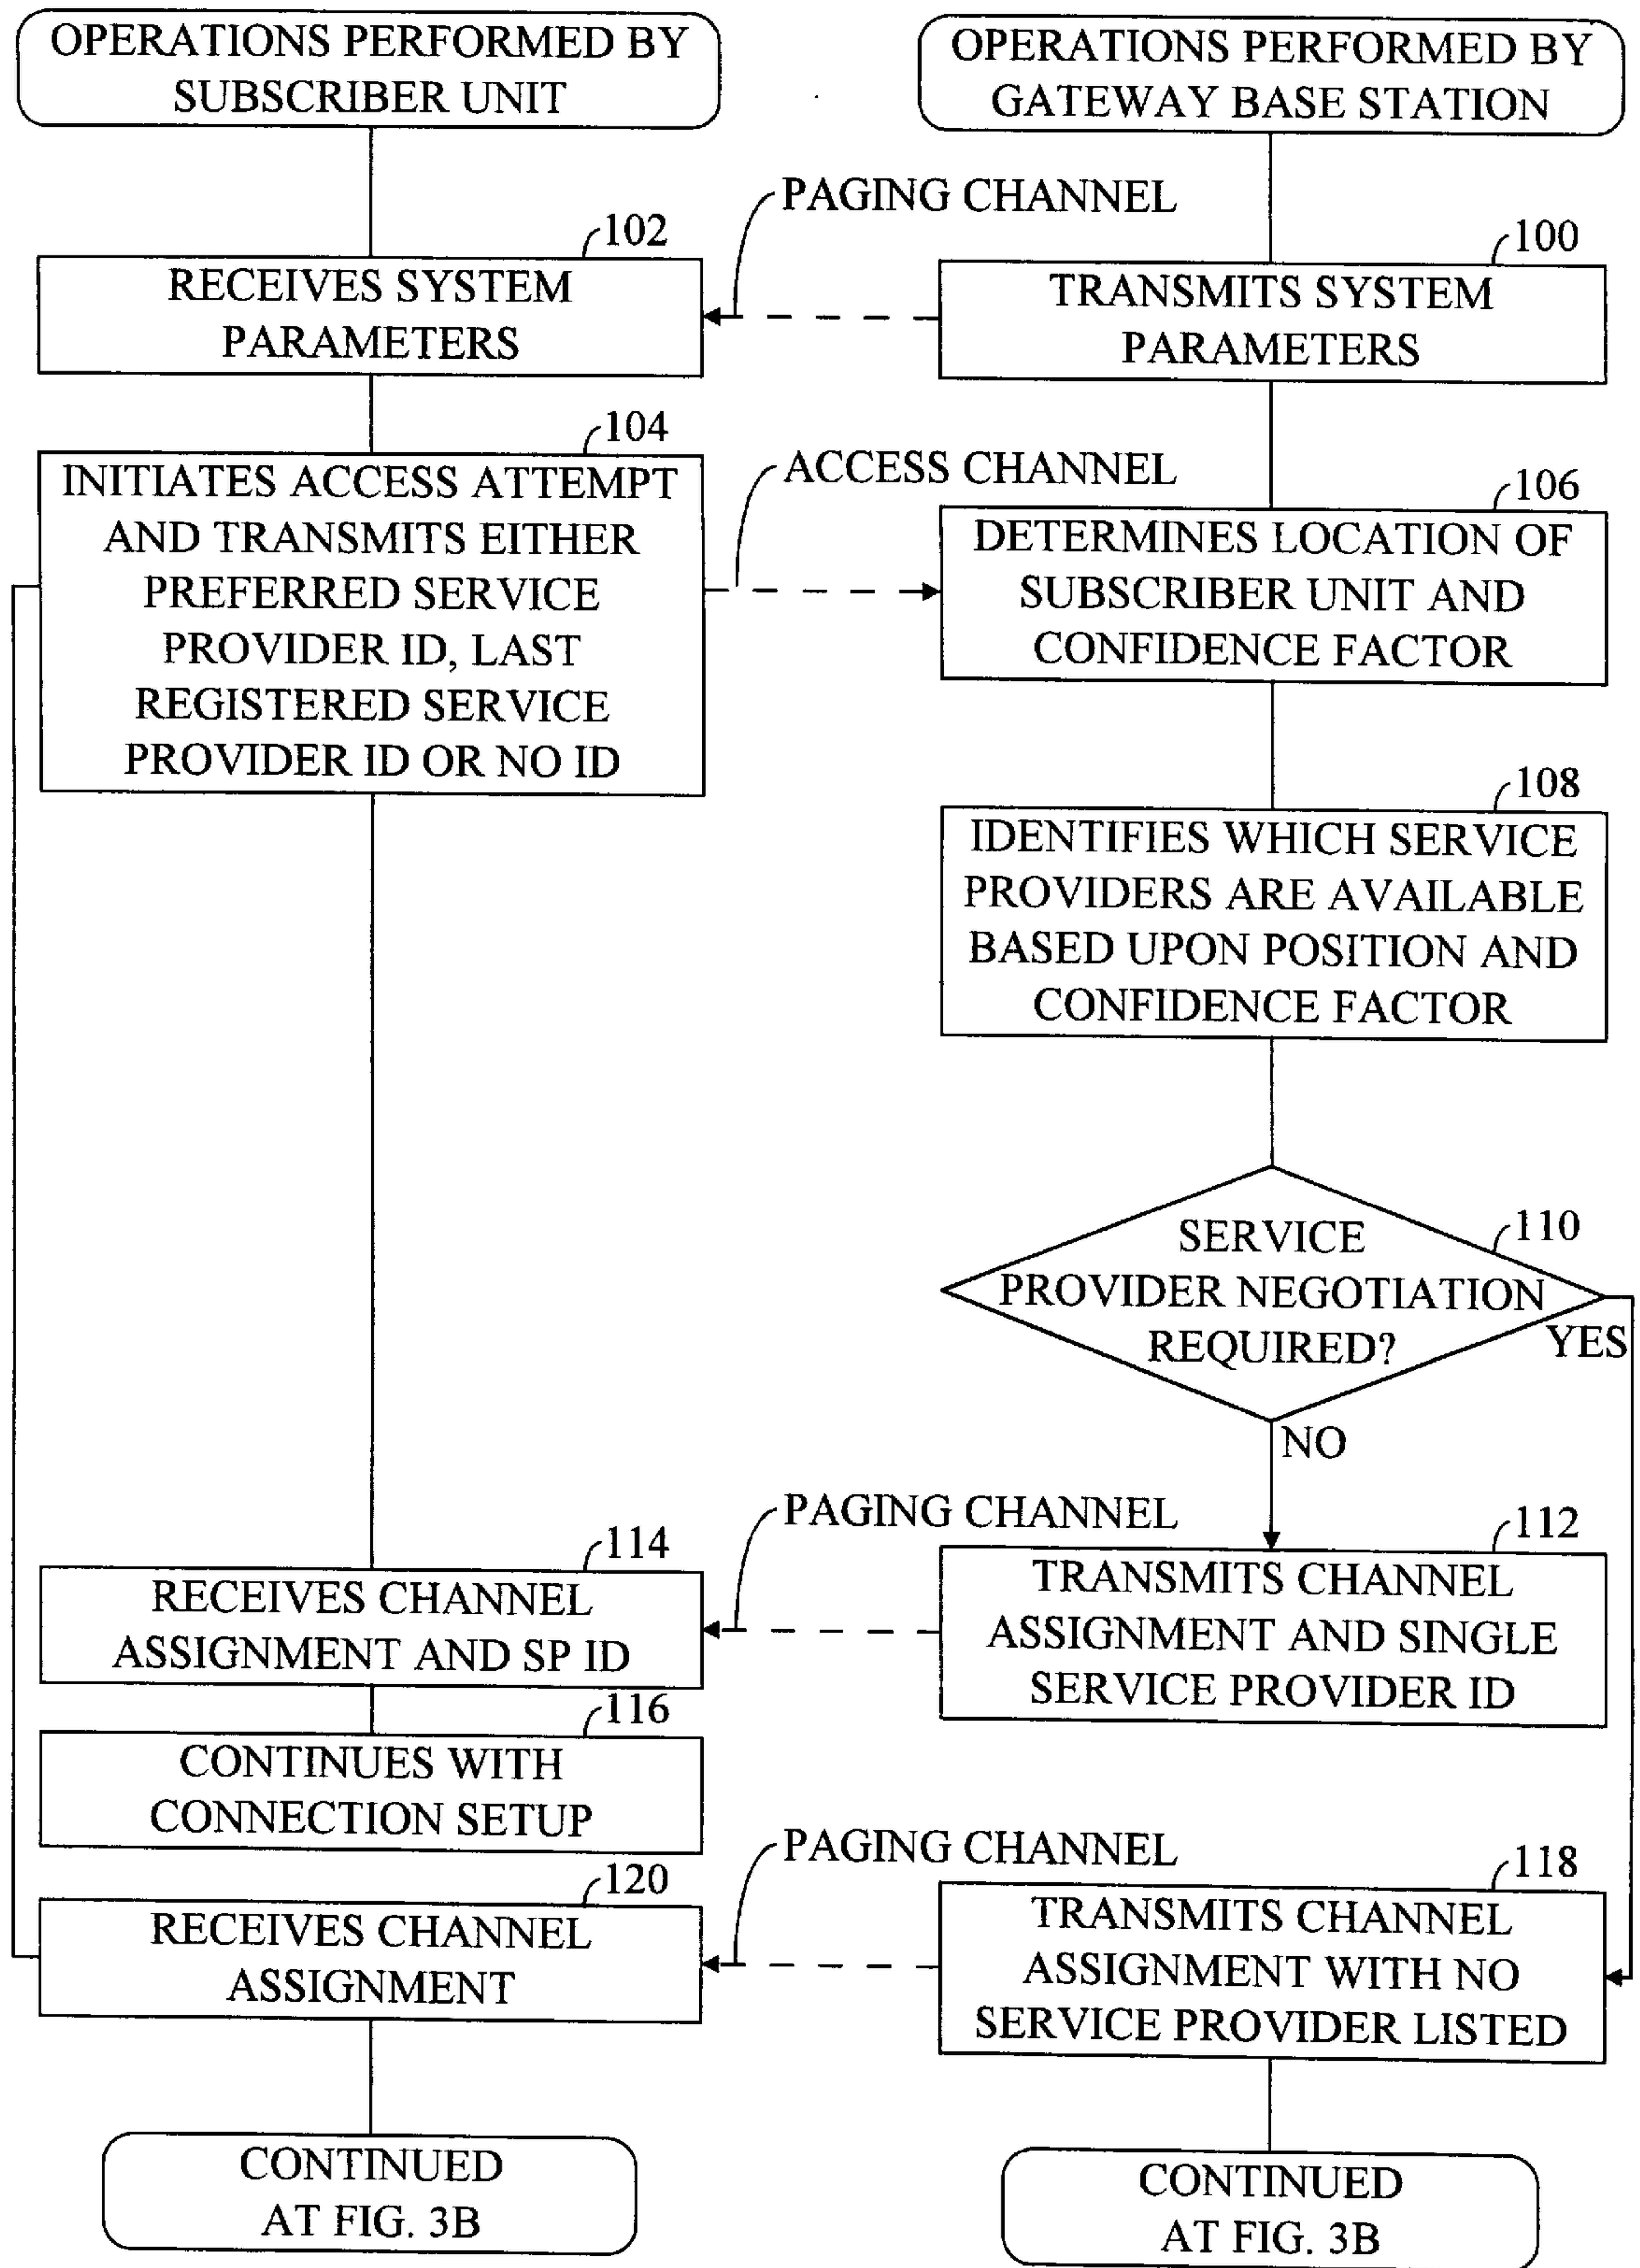 OPERATIONS PERFORMED BY
SUBSCRIBER UNIT
OPERATIONS PERFORMED BY
GATEWAY BASE STATION
PAGING CHANNEL
102
RECEIVES SYSTEM
PARAMETERS
100
TRANSMITS SYSTEM
PARAMETERS
104
INITIATES ACCESS ATTEMPT
AND TRANSMITS EITHER
PREFERRED SERVICE
PROVIDER ID, LAST
REGISTERED SERVICE
PROVIDER ID OR NO ID
ACCESS CHANNEL
106
DETERMINES LOCATION OF
SUBSCRIBER UNIT AND
CONFIDENCE FACTOR
108
IDENTIFIES WHICH SERVICE
PROVIDERS ARE AVAILABLE
BASED UPON POSITION AND
CONFIDENCE FACTOR
110
SERVICE
PROVIDER NEGOTIATION
REQUIRED?
YES
NO
PAGING CHANNEL
112
TRANSMITS CHANNEL
ASSIGNMENT AND SINGLE
SERVICE PROVIDER ID
114
RECEIVES CHANNEL
ASSIGNMENT AND SP ID
116
CONTINUES WITH
CONNECTION SETUP
PAGING CHANNEL
118
TRANSMITS CHANNEL
ASSIGNMENT WITH NO
SERVICE PROVIDER LISTED
120
RECEIVES CHANNEL
ASSIGNMENT
CONTINUED
AT FIG. 3B
CONTINUED
AT FIG. 3B